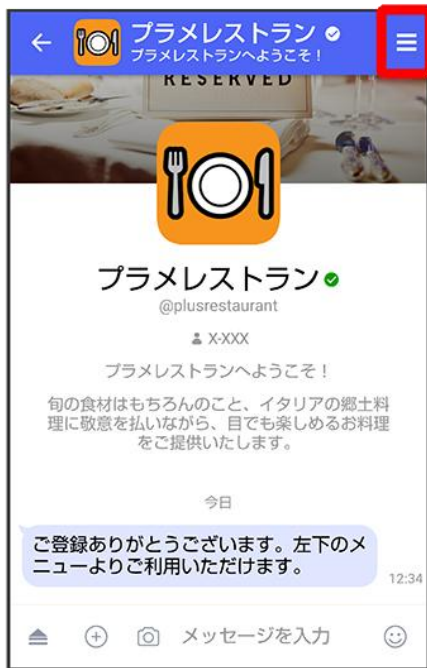 プラメレストラン
プラメレストランへようこそ！
RESERVED
プラメレストラン
@plusrestaurant
X-XXX
プラメレストランへようこそ！
旬の食材はもちろんのこと、イタリアの郷土料
理に敬意を払いながら、目でも楽しめるお料理
をご提供いたします。
今日
ご登録ありがとうございます。左下のメ
ニューよりご利用いただけます。
12:34
メッセージを入力